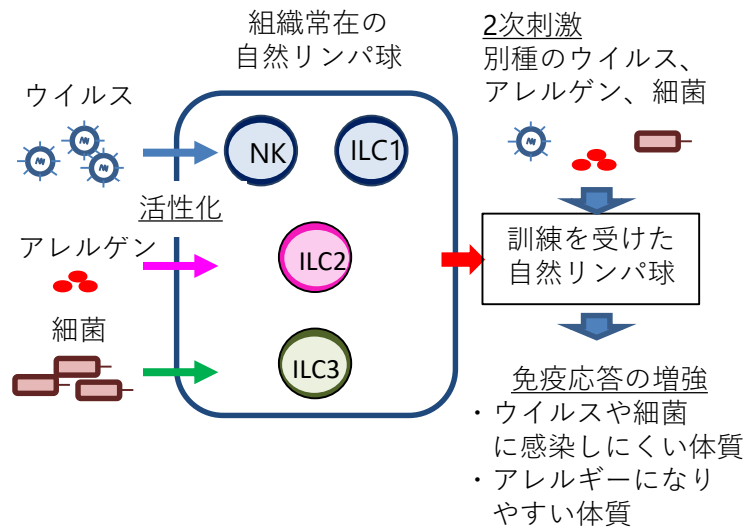 組織常在の
自然リンパ球
ウイルス
NK
ILC1
活性化
アレルゲン
ILC2
細菌
ILC3
2次刺激
別種のウイルス、
アレルゲン、細菌
訓練を受けた
自然リンパ球
免疫応答の増強
・ウイルスや細菌
に感染しにくい体質
・アレルギーになり
やすい体質